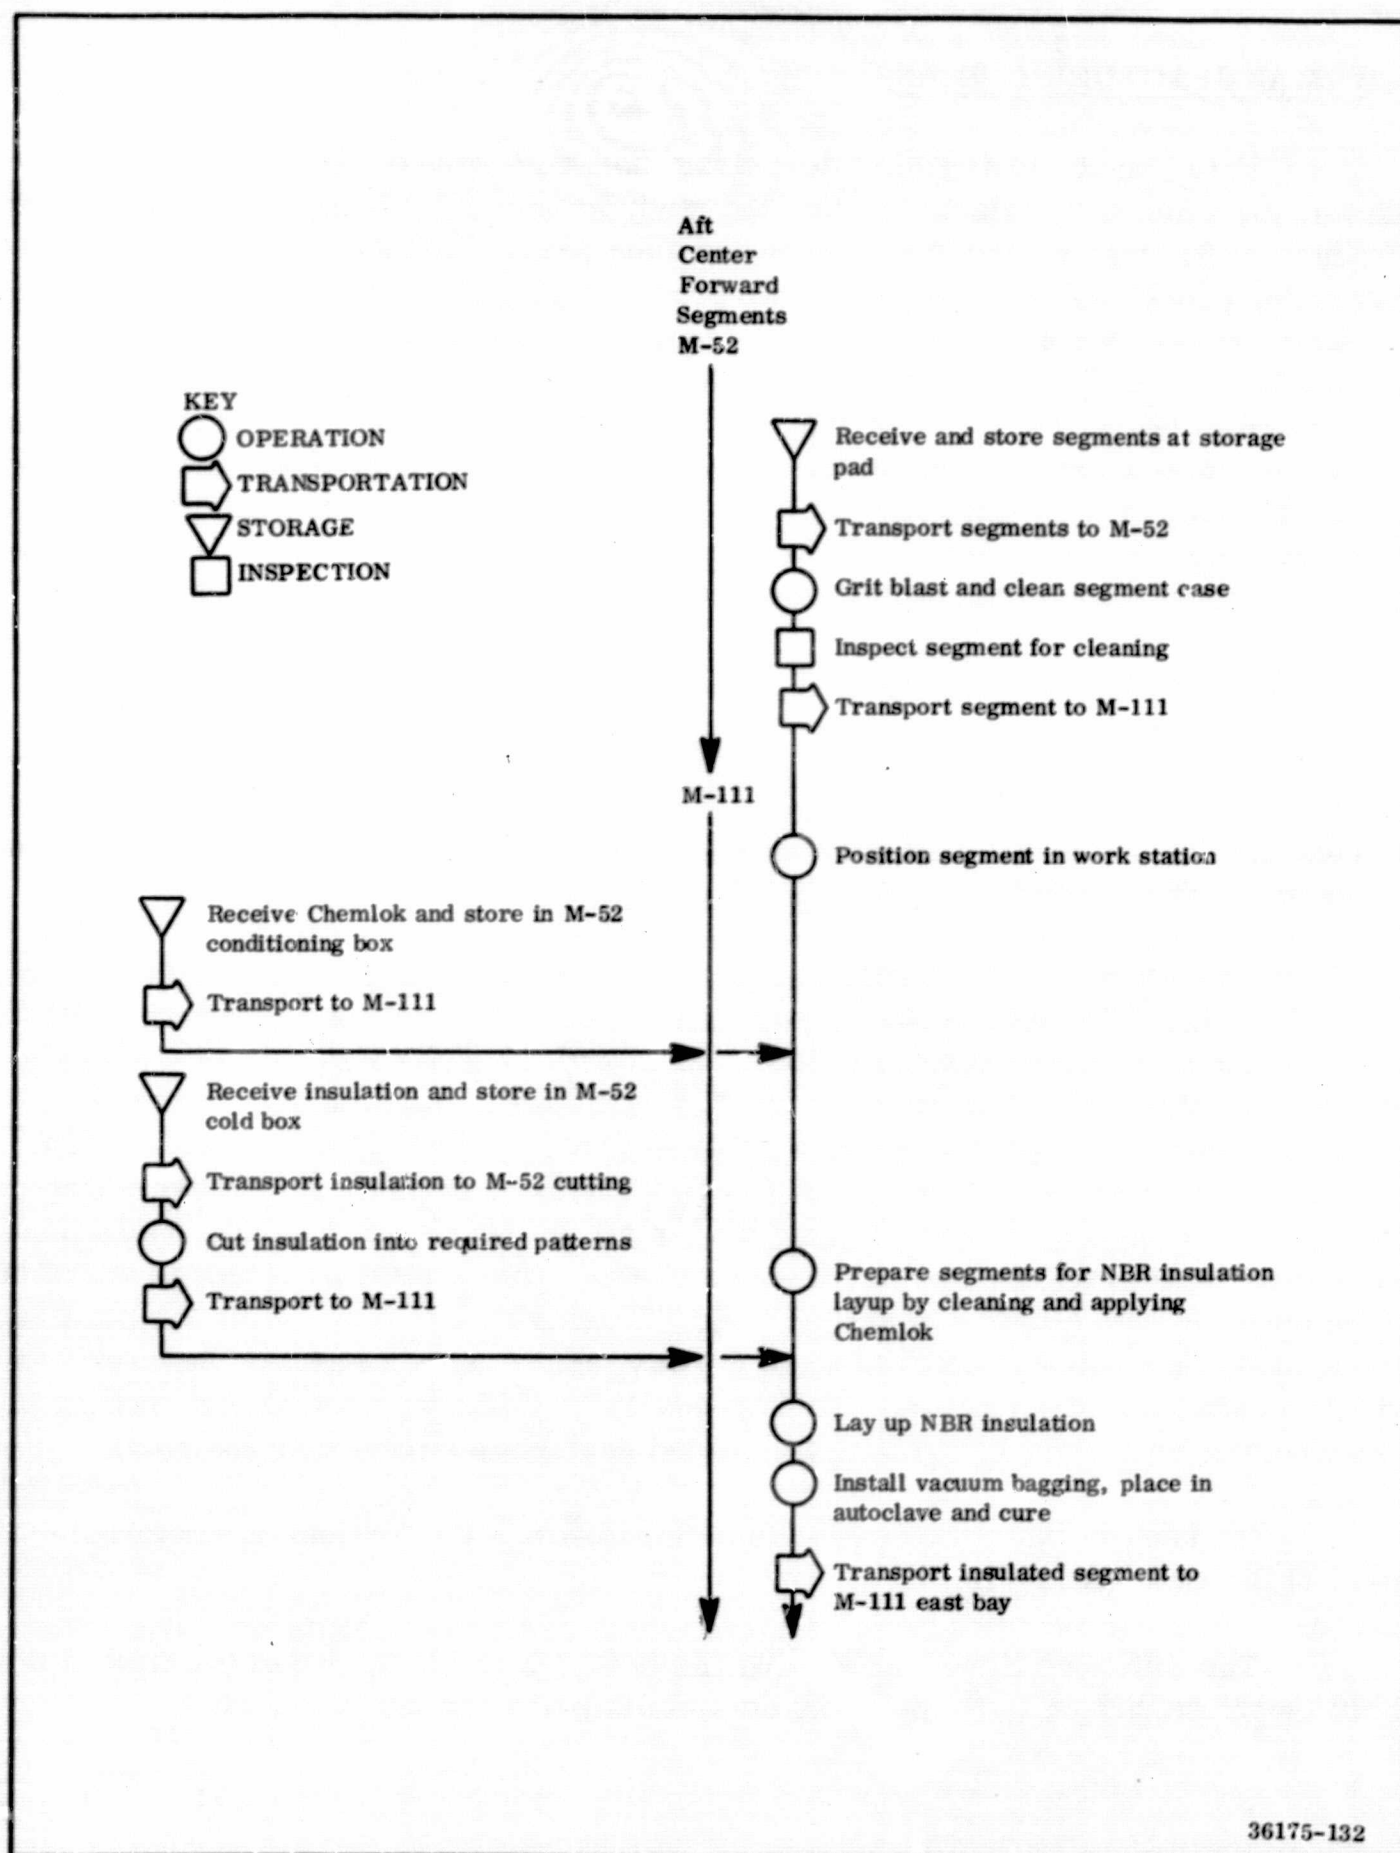 Aft
Center
Forward
Segments
M-52
KEY
OPERATION
TRANSPORTATION
STORAGE
INSPECTION
Receive and store segments at storage
pad
Transport segments to M-52
Grit blast and clean segment case
Inspect segment for cleaning
Transport segment to M-111
M-111
Position segment in work station
Receive Chemlok and store in M-52
conditioning box
Transport to M-111
Receive insulation and store in M-52
cold box
Transport insulation to M-52 cutting
Cut insulation into required patterns
Transport to M-111
Prepare segments for NBR insulation
layup by cleaning and applying
Chemlok
Lay up NBR insulation
Install vacuum bagging, place in
autoclave and cure
Transport insulated segment to
M-111 east bay
36175-132